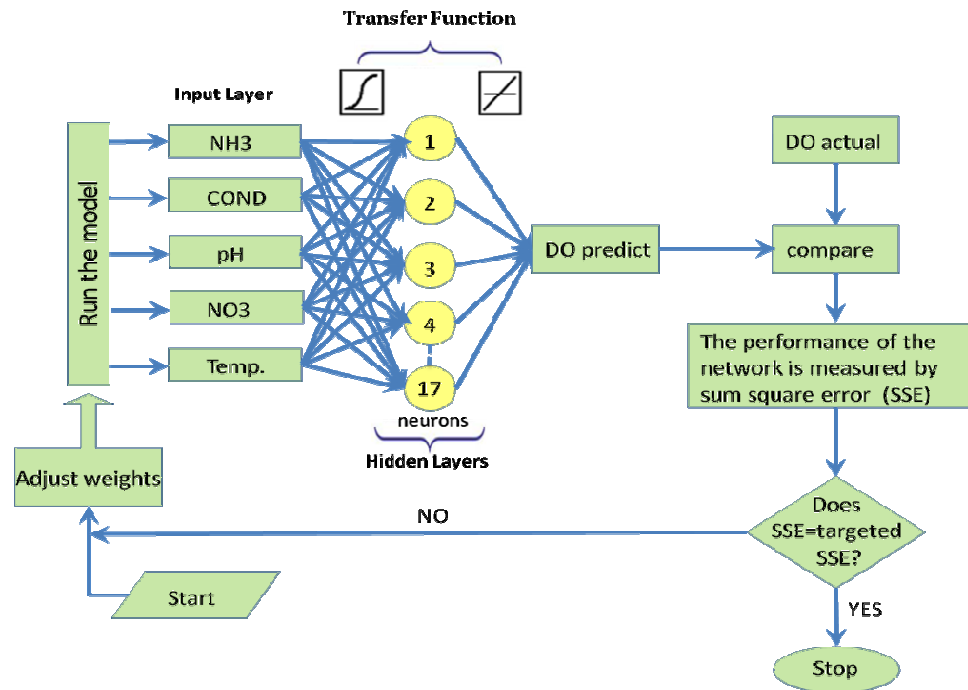 Transfer Function
Input Layer
Run the model
NH3
COND
pH
NO3
Temp.
1
2
3
4
17
neurons
Hidden Layers
DO predict
DO actual
compare
The performance of the
network is measured by
sum square error (SSE)
Does
SSE=targeted
SSE?
NO
YES
Stop
Adjust weights
Start